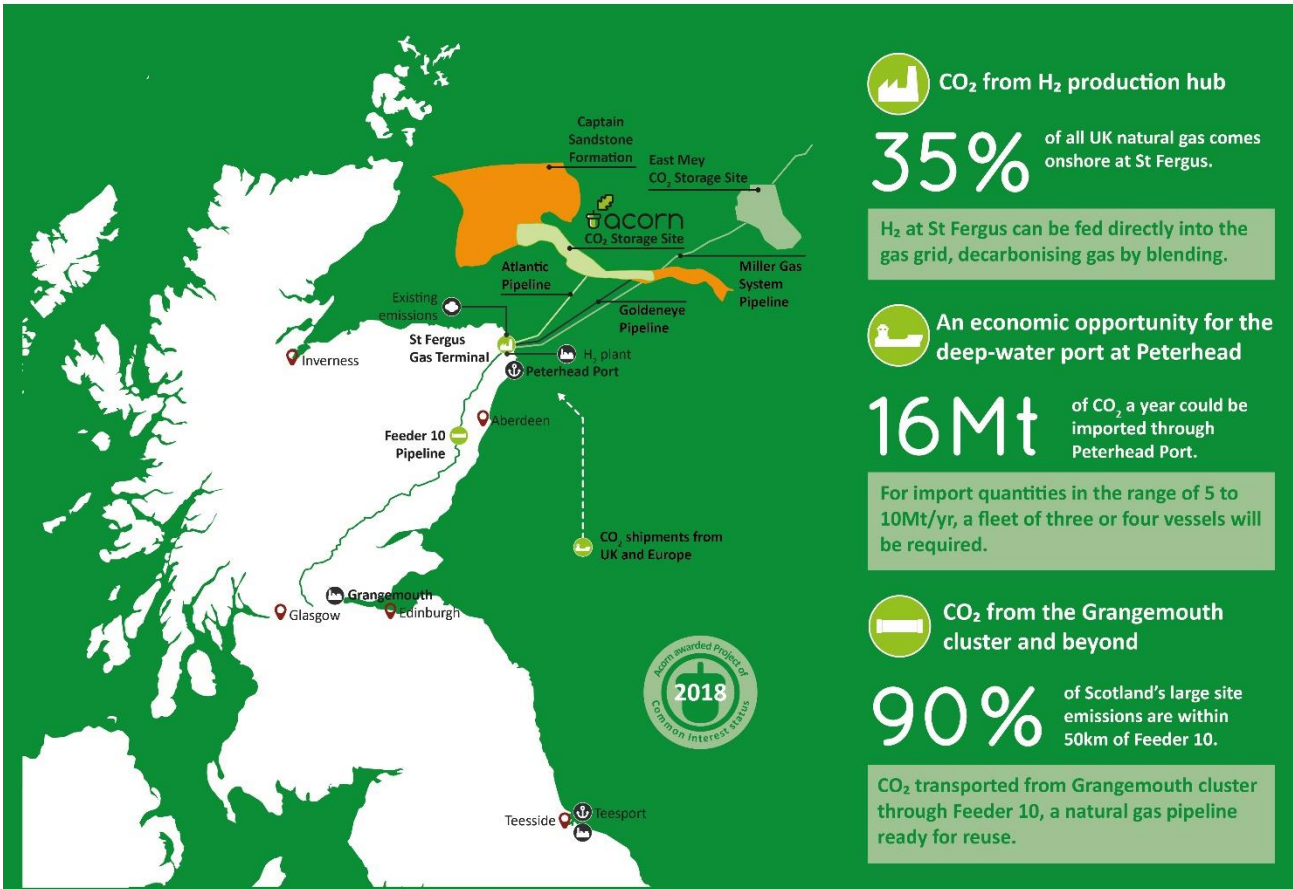 Captain
Sandstone
Formation
East Mey
CO₂ Storage Site
acorn
CO₂ Storage Site
Atlantic
Pipeline
Miller Gas
System
Pipeline
Goldeneye
Pipeline
Existing
emissions
St Fergus
Gas Terminal
H₂ plant
Peterhead Port
Inverness
Aberdeen
Feeder 10
Pipeline
CO₂ shipments from
UK and Europe
Grangemouth
Glasgow
Edinburgh
Acorn awarded Project of
2018
Common interest status
Teesside
Teesport
CO₂ from H₂ production hub
35%
of all UK natural gas comes
onshore at St Fergus.
H₂ at St Fergus can be fed directly into the
gas grid, decarbonising gas by blending.
An economic opportunity for the
deep-water port at Peterhead
16Mt
of CO₂ a year could be
imported through
Peterhead Port.
For import quantities in the range of 5 to
10Mt/yr, a fleet of three or four vessels will
be required.
CO₂ from the Grangemouth
cluster and beyond
90%
of Scotland's large site
emissions are within
50km of Feeder 10.
CO₂ transported from Grangemouth cluster
through Feeder 10, a natural gas pipeline
ready for reuse.